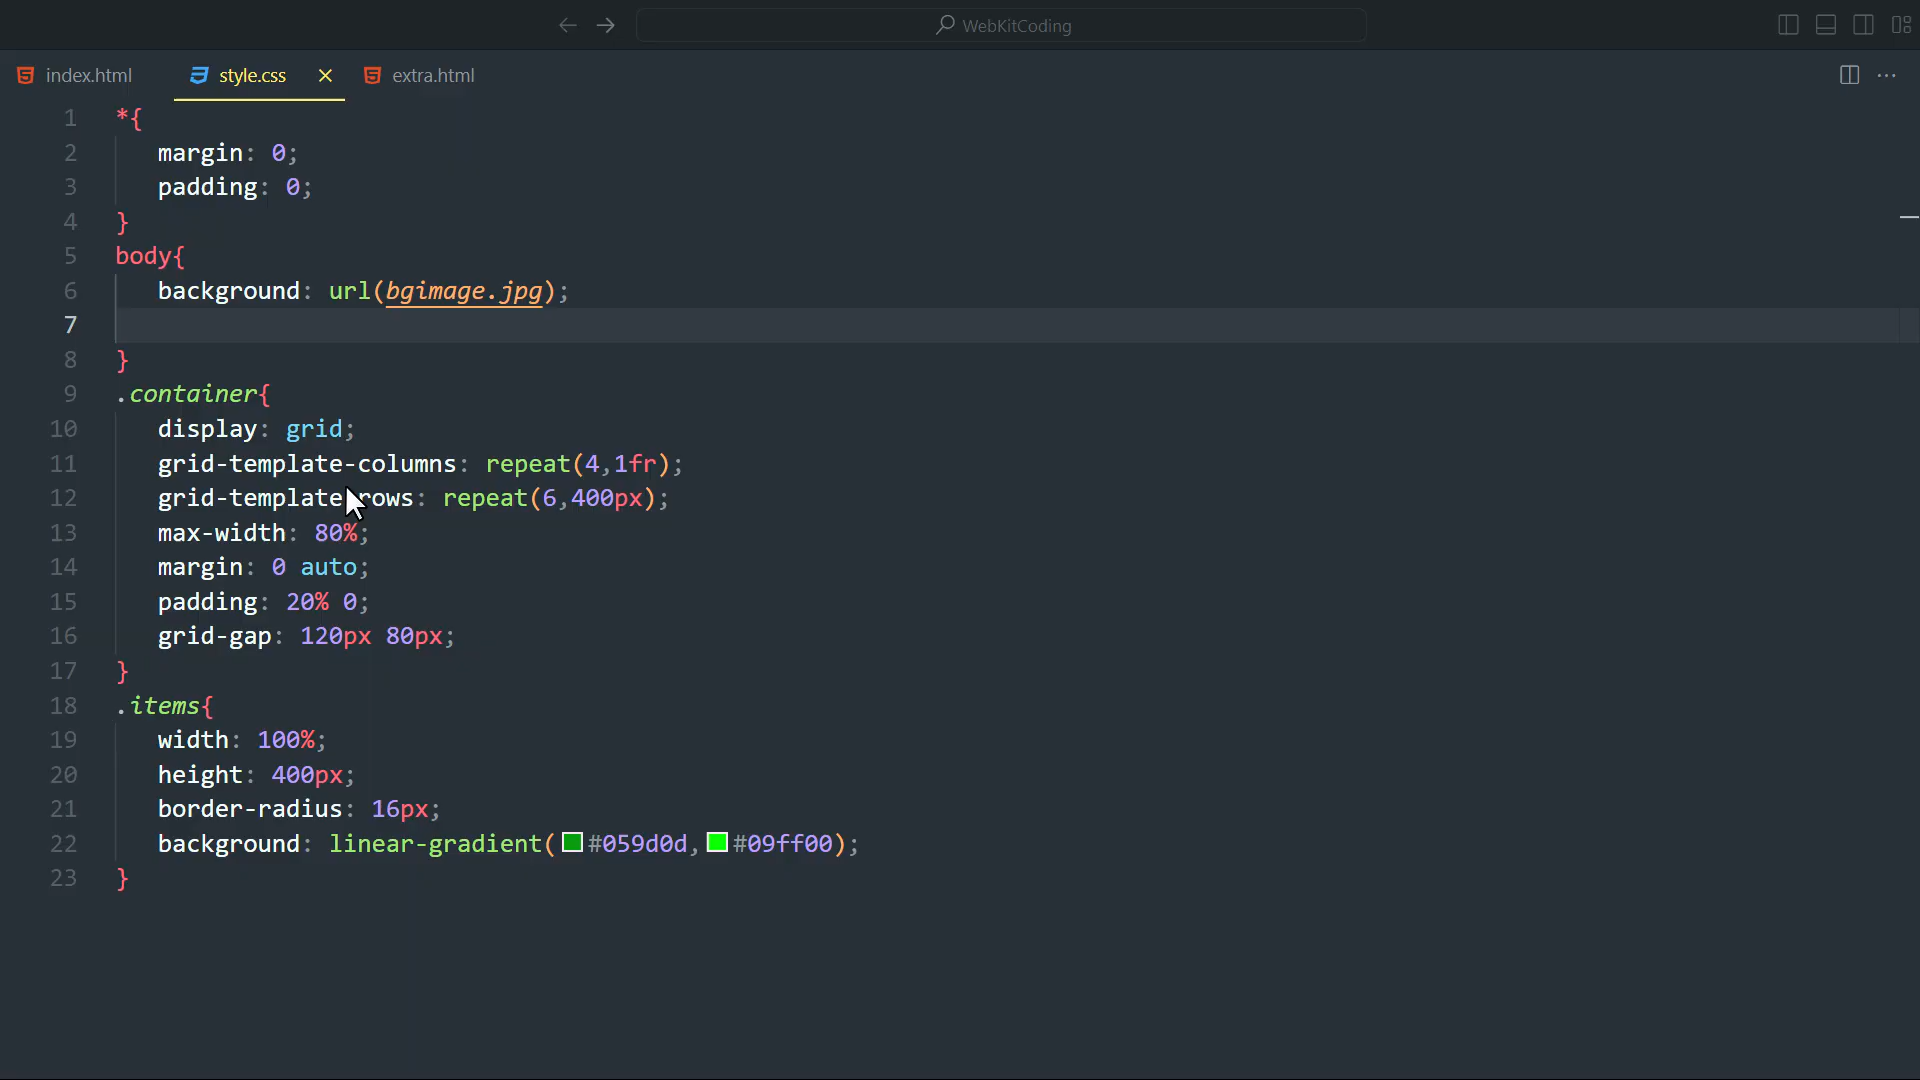 WebKitCoding
index.html style.css extra.html
1 *{
2 margin: 0;
3 padding: 0;
4 }
5 body{
6 background: url(bgimage.jpg);
7
8 }
9 .container{
10 display: grid;
11 grid-template-columns: repeat(4,1fr);
12 grid-template-rows: repeat(6,400px);
13 max-width: 80%;
14 margin: 0 auto;
15 padding: 20% 0;
16 grid-gap: 120px 80px;
17 }
18 .items{
19 width: 100%;
20 height: 400px;
21 border-radius: 16px;
22 background: linear-gradient(#059d0d,#09ff00);
23 }